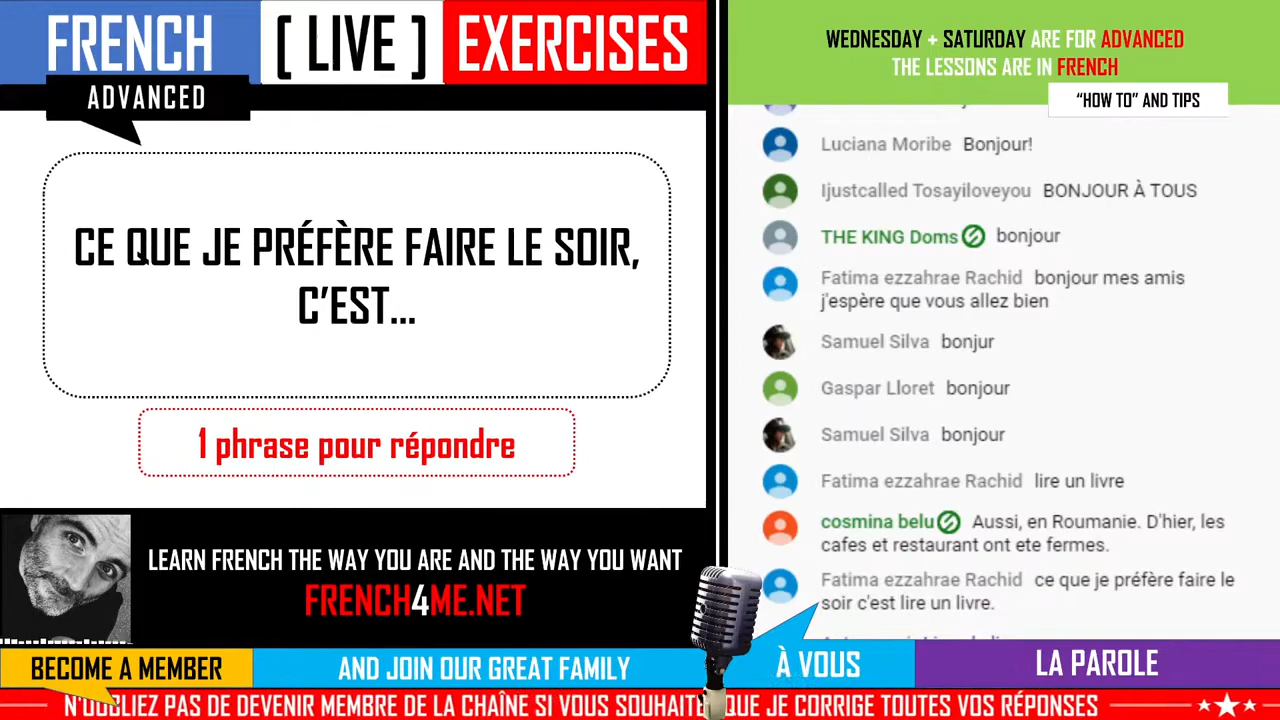 FRENCH [ LIVE ] EXERCISES
ADVANCED
CE QUE JE PRÉFÈRE FAIRE LE SOIR,
C'EST...
1 phrase pour répondre
LEARN FRENCH THE WAY YOU ARE AND THE WAY YOU WANT
FRENCH4ME.NET
WEDNESDAY + SATURDAY ARE FOR ADVANCED
THE LESSONS ARE IN FRENCH
“HOW TO” AND TIPS
Luciana Moribe Bonjour!
Ijustcalled Tosayiloveyou BONJOUR À TOUS
THE KING Doms bonjour
Fatima ezzahrae Rachid bonjour mes amis
j'espère que vous allez bien
Samuel Silva bonjur
Gaspar Lloret bonjour
Samuel Silva bonjour
Fatima ezzahrae Rachid lire un livre
cosmina belu Aussi, en Roumanie. D'hier, les
cafes et restaurant ont ete fermes.
Fatima ezzahrae Rachid ce que je préfère faire le
soir c'est lire un livre.
BECOME A MEMBER AND JOIN OUR GREAT FAMILY
À VOUS LA PAROLE
N'OUBLIEZ PAS DE DEVENIR MEMBRE DE LA CHAÎNE SI VOUS SOUHAITE QUE JE CORRIGE TOUTES VOS RÉPONSES